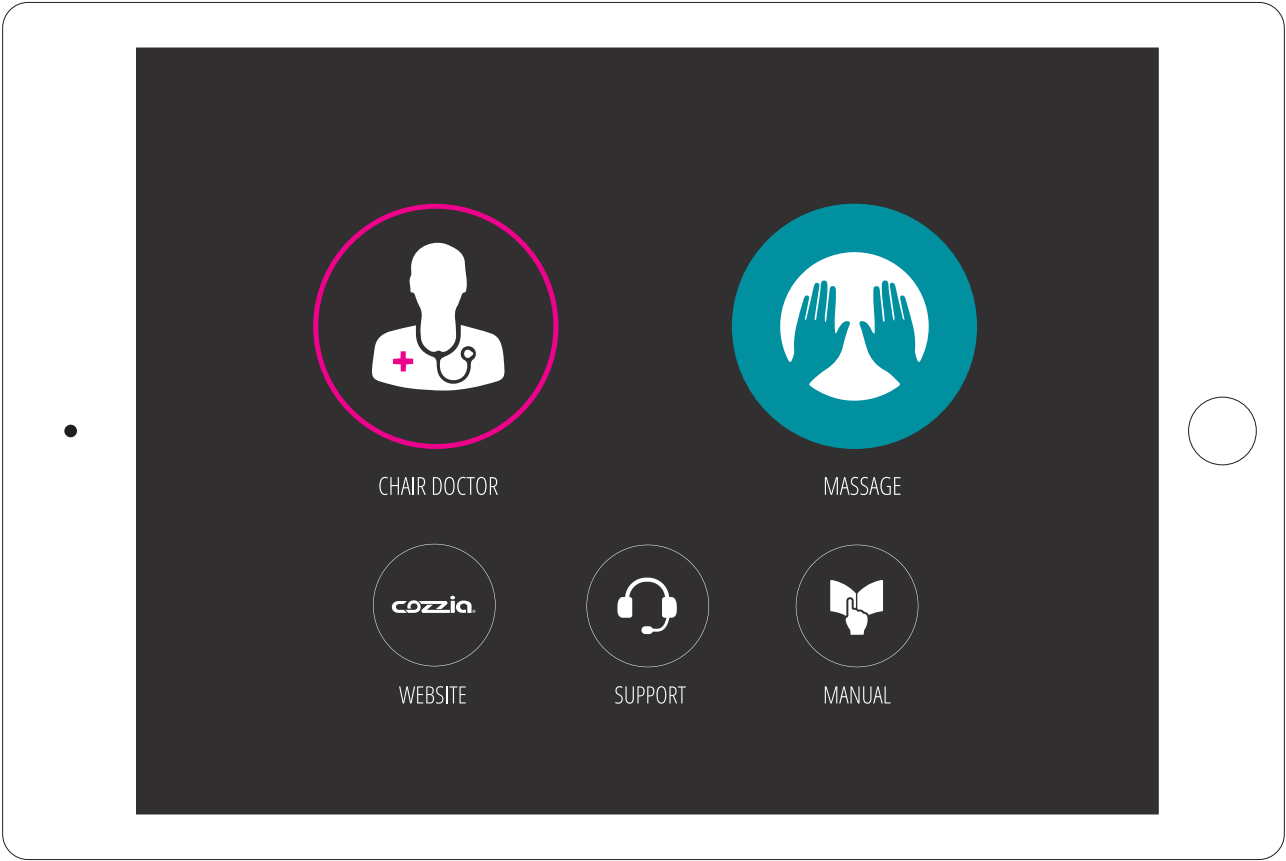 CHAIR DOCTOR
MASSAGE
cozzia®
WEBSITE
SUPPORT
MANUAL